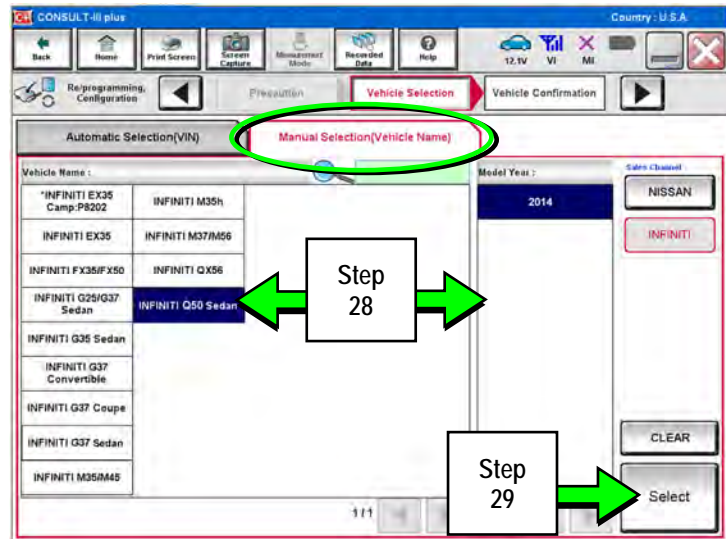 CONSULT-III plus
Country : U.S.A.
Back
Home
Print Screen
Screen Capture
Measurement Mode
Recorded Data
Help
12.1V
VI
MI
Re/programming, Configuration
Precaution
Vehicle Selection
Vehicle Confirmation
Automatic Selection(VIN)
Manual Selection(Vehicle Name)
Vehicle Name :
Model Year :
Sales Channel
*INFINITI EX35
Camp:P8202
INFINITI M35h
2014
NISSAN
INFINITI EX35
INFINITI M37/M56
INFINITI
INFINITI FX35/FX50
INFINITI QX56
INFINITI G25/G37
Sedan
INFINITI Q50 Sedan
Step
28
INFINITI G35 Sedan
INFINITI G37
Convertible
INFINITI G37 Coupe
INFINITI G37 Sedan
CLEAR
INFINITI M35/M45
Step
29
Select
1/1